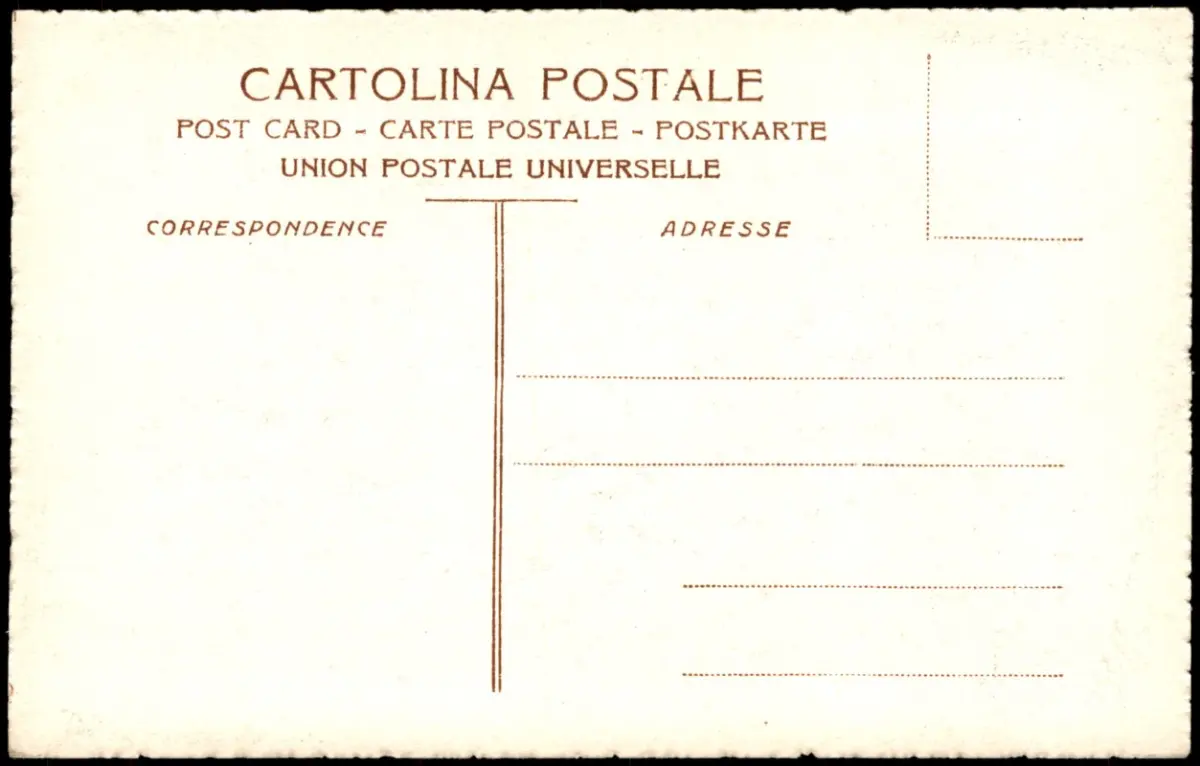 CARTOLINA POSTALE
POST CARD - CARTE POSTALE - POSTKARTE
UNION POSTALE UNIVERSELLE
CORRESPONDENCE
ADRESSE